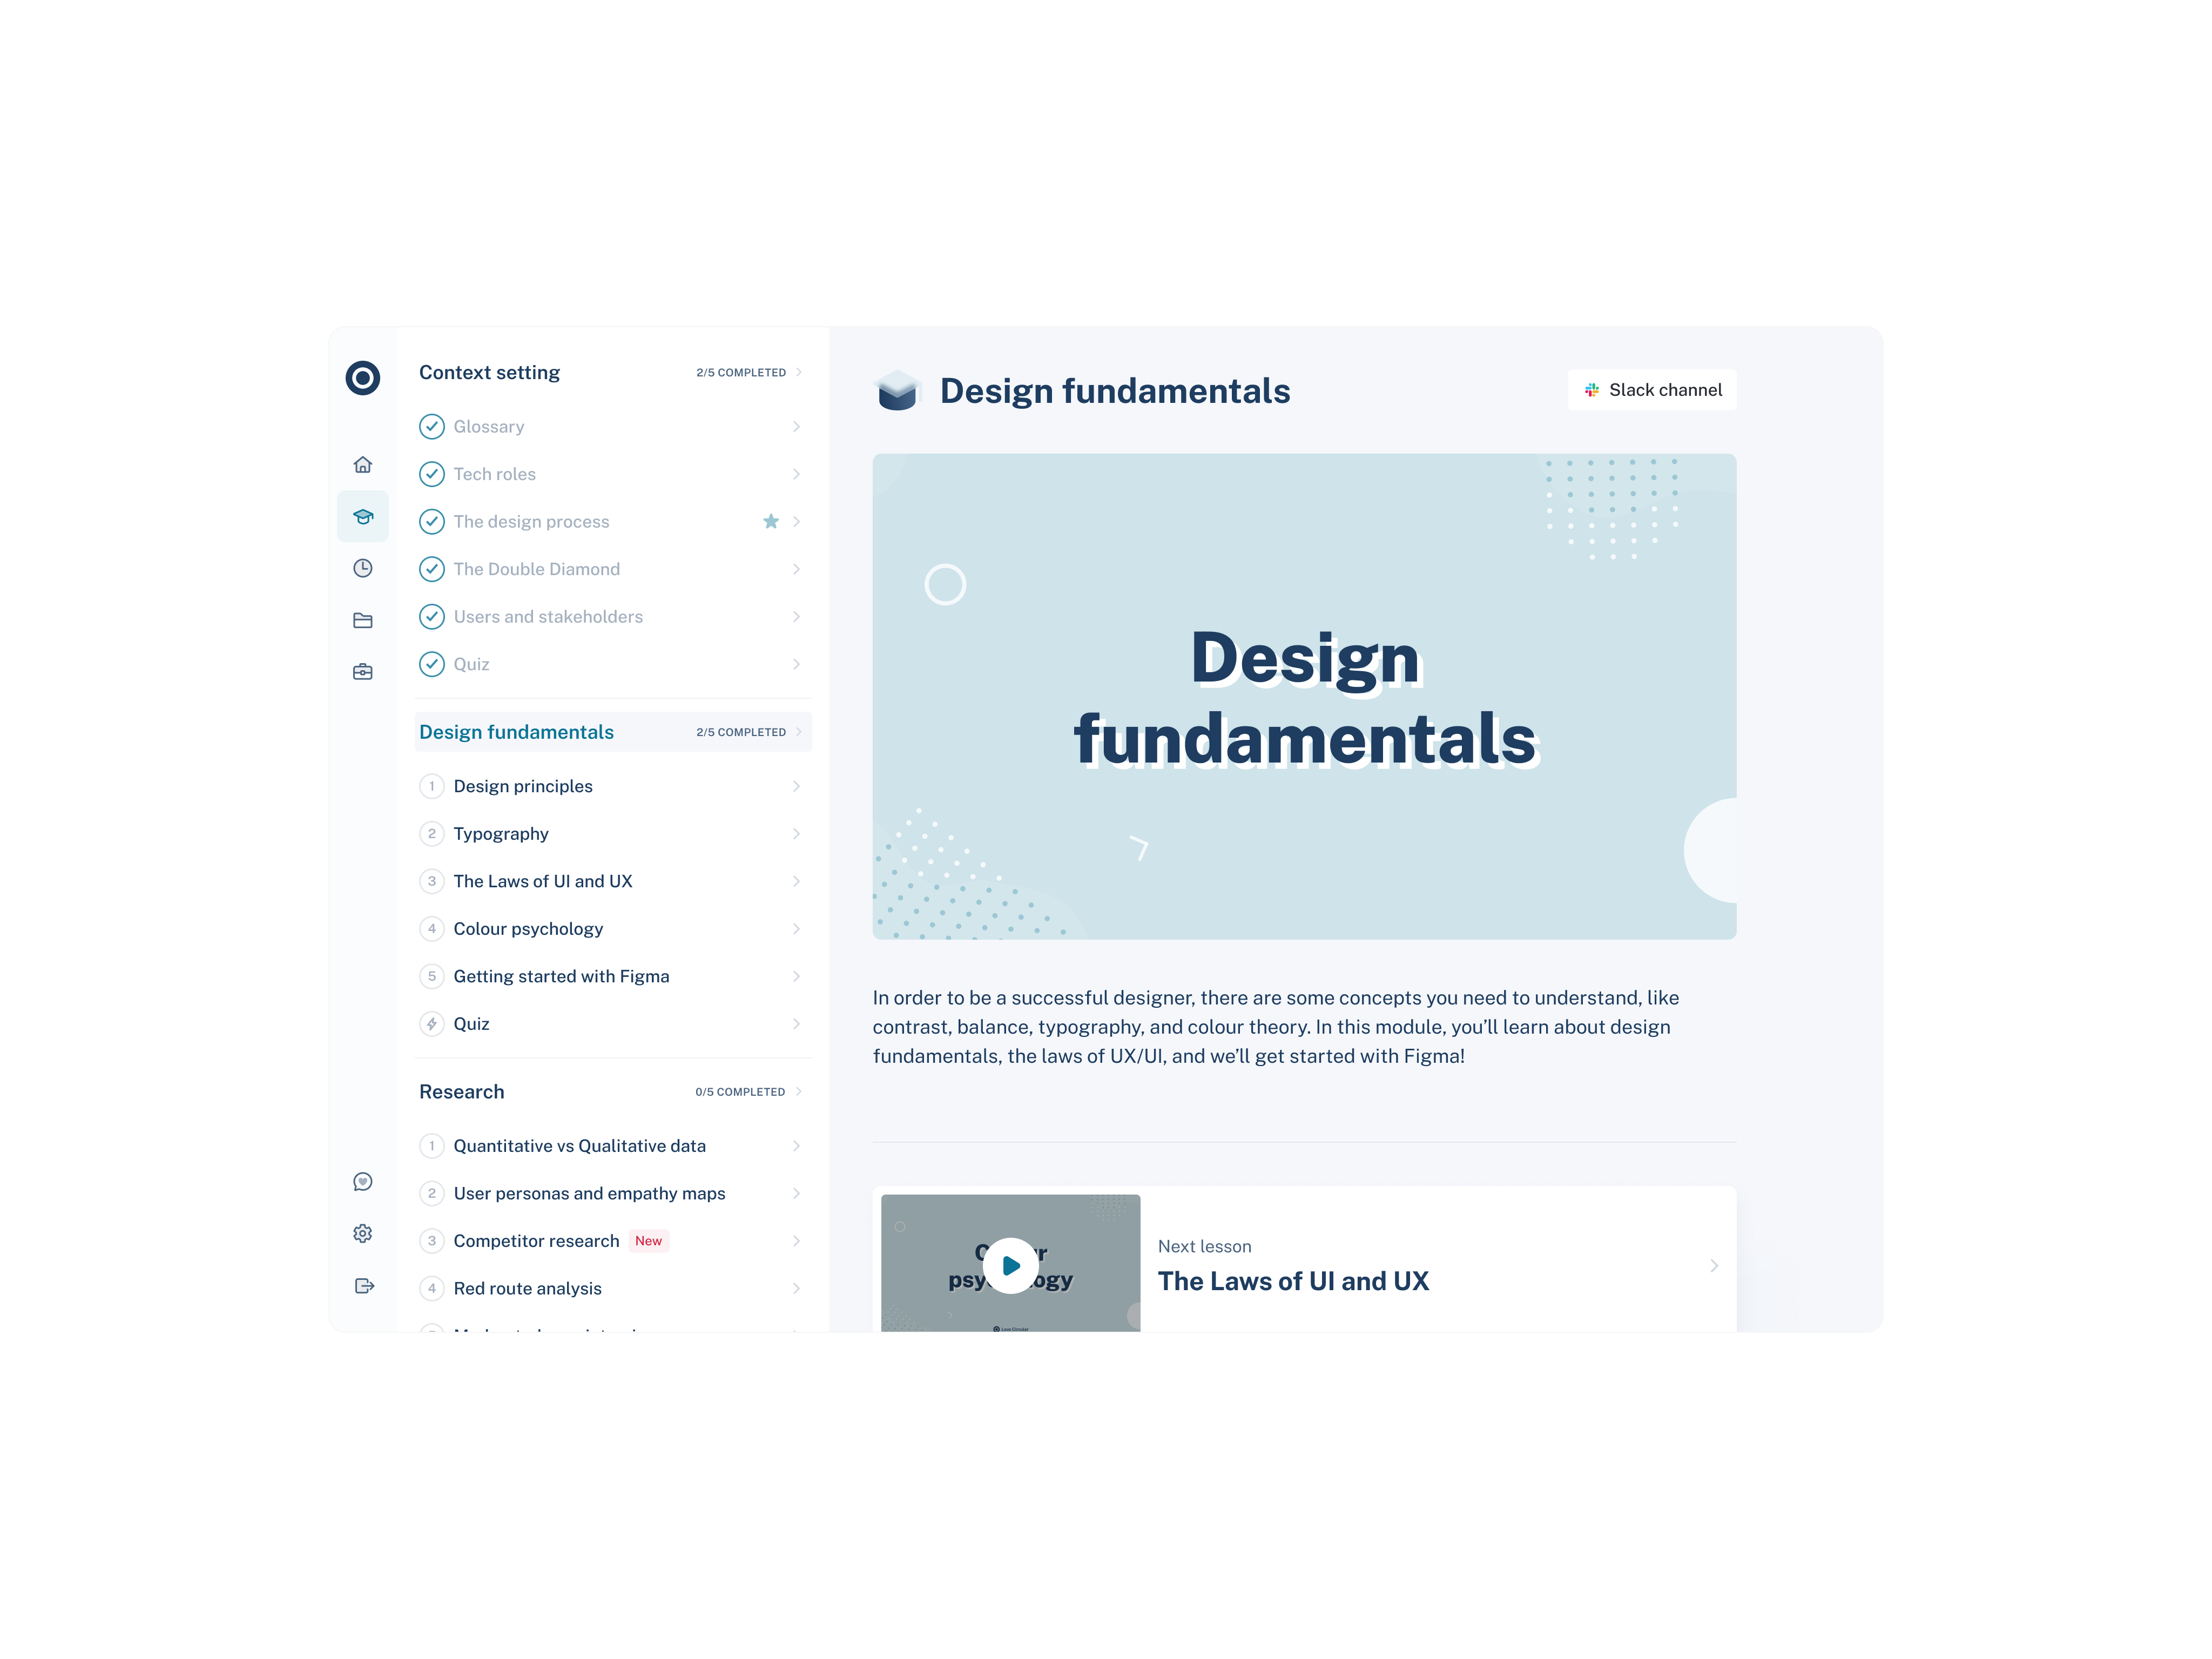 Context setting
2/5 COMPLETED
Glossary
Tech roles
The design process
The Double Diamond
Users and stakeholders
Quiz
Design fundamentals
2/5 COMPLETED
1 Design principles
2 Typography
3 The Laws of UI and UX
4 Colour psychology
5 Getting started with Figma
Quiz
Research
0/5 COMPLETED
1 Quantitative vs Qualitative data
2 User personas and empathy maps
3 Competitor research New
4 Red route analysis
Design fundamentals
Slack channel
Design
fundamentals
In order to be a successful designer, there are some concepts you need to understand, like
contrast, balance, typography, and colour theory. In this module, you’ll learn about design
fundamentals, the laws of UX/UI, and we’ll get started with Figma!
Next lesson
The Laws of UI and UX